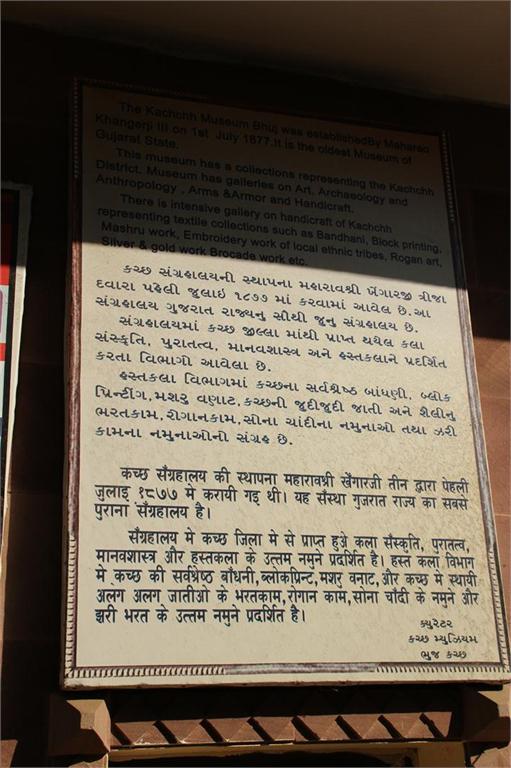 The Kachchh Museum Bhuj was establishedBy Maharao
Khangerji III on 1st July 1877.It is the oldest Museum of
Gujarat State.
This museum has a collections representing the Kachchh
District. Museum has galleries on Art, Archaeology and
Anthropology , Arms &Armor and Handicraft.
There is intensive gallery on handicraft of Kachchh
representing textile collections such as Bandhani, Block printing,
Mashru work, Embroidery work of local ethnic tribes, Rogan art,
Silver & gold work Brocade work etc.
કચ્છ સંગ્રહાલયની સ્થાપના મહારાવશ્રી ખેંગારજી ત્રીજા
દવારા પહેલી જુલાઇ ૧૮૭૭ માં કરવામાં આવેલ છે.આ
સંગ્રહાલય ગુજરાત રાજ્યનુ સૌથી જુનુ સંગ્રહાલય છે.
સંગ્રહાલયમાં કચ્છ જીલ્લા માંથી પ્રાપ્ત થયેલ કલા
સંસ્કૃતિ, પુરાતત્વ, માનવશાસ્ત્ર અને હસ્તકલાને પ્રદર્શિત
કરતા વિભાગો આવેલા છે.
હસ્તકલા વિભાગમાં કચ્છના સર્વશ્રેષ્ઠ બાંધણી, બ્લોક
પ્રિન્ટીંગ,મશરુ વણાટ,કચ્છની જુદીજુદી જાતી અને શૈલીનુ
ભરતકામ,રોગાનકામ,સોના ચાંદીના નમુનાઓ તથા ઝરી
કામના નમુનાઓની સંગ્રહ છે.
कच्छ सँग्रहालय की स्थापना महारावश्री खेंगारजी तीन द्वारा पेहली
जुलाइ १८७७ मे करायी गइ थी। यह सँस्था गुजरात राज्य का सबसे
पुराना सँग्रहालय है।
सँग्रहालय मे कच्छ जिला मे से प्राप्त हुअे कला सँस्कृति, पुरातत्व,
मानवशास्त्र और हस्तकला के उत्तम नमुने प्रदर्शित है। हस्त कला विभाग
मे कच्छ की सर्वश्रेष्ठ बाँधनी,ब्लोकप्रिन्ट,मशरु वनाट,और कच्छ मे स्थायी
अलग अलग जातीओ के भरतकाम,रोगान काम,सोना चाँदी के नमुने और
झरी भरत के उत्तम नमुने प्रदर्शित है।
ક્યુરેટર
કચ્છ મ્યુઝિયમ
ભુજ કચ્છ